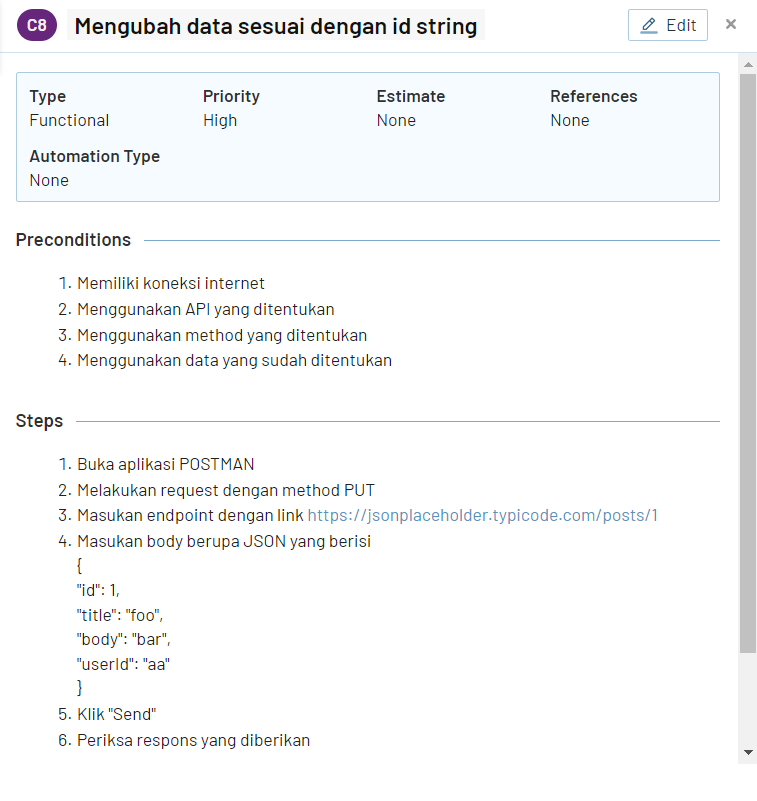 C8 Mengubah data sesuai dengan id string Edit ×
Type Priority Estimate References
Functional High None None
Automation Type
None
Preconditions
1. Memiliki koneksi internet
2. Menggunakan API yang ditentukan
3. Menggunakan method yang ditentukan
4. Menggunakan data yang sudah ditentukan
Steps
1. Buka aplikasi POSTMAN
2. Melakukan request dengan method PUT
3. Masukan endpoint dengan link https://jsonplaceholder.typicode.com/posts/1
4. Masukan body berupa JSON yang berisi
{
"id": 1,
"title": "foo",
"body": "bar",
"userId": "aa"
}
5. Klik "Send"
6. Periksa respons yang diberikan